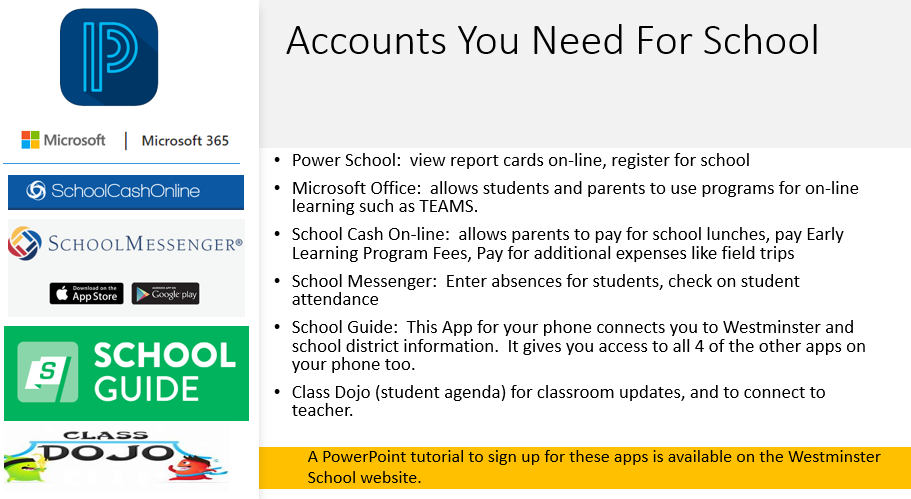 Accounts You Need For School
Microsoft | Microsoft 365
SchoolCashOnline
SCHOOLMESSENGER®
Download on the
App Store
ANDROID APP ON
Google play
S
SCHOOL
GUIDE
CLASS
DOJO
• Power School:  view report cards on-line, register for school
• Microsoft Office:  allows students and parents to use programs for on-line
learning such as TEAMS.
• School Cash On-line:  allows parents to pay for school lunches, pay Early
Learning Program Fees, Pay for additional expenses like field trips
• School Messenger:  Enter absences for students, check on student
attendance
• School Guide:  This App for your phone connects you to Westminster and
school district information.  It gives you access to all 4 of the other apps on
your phone too.
• Class Dojo (student agenda) for classroom updates, and to connect to
teacher.
A PowerPoint tutorial to sign up for these apps is available on the Westminster
School website.